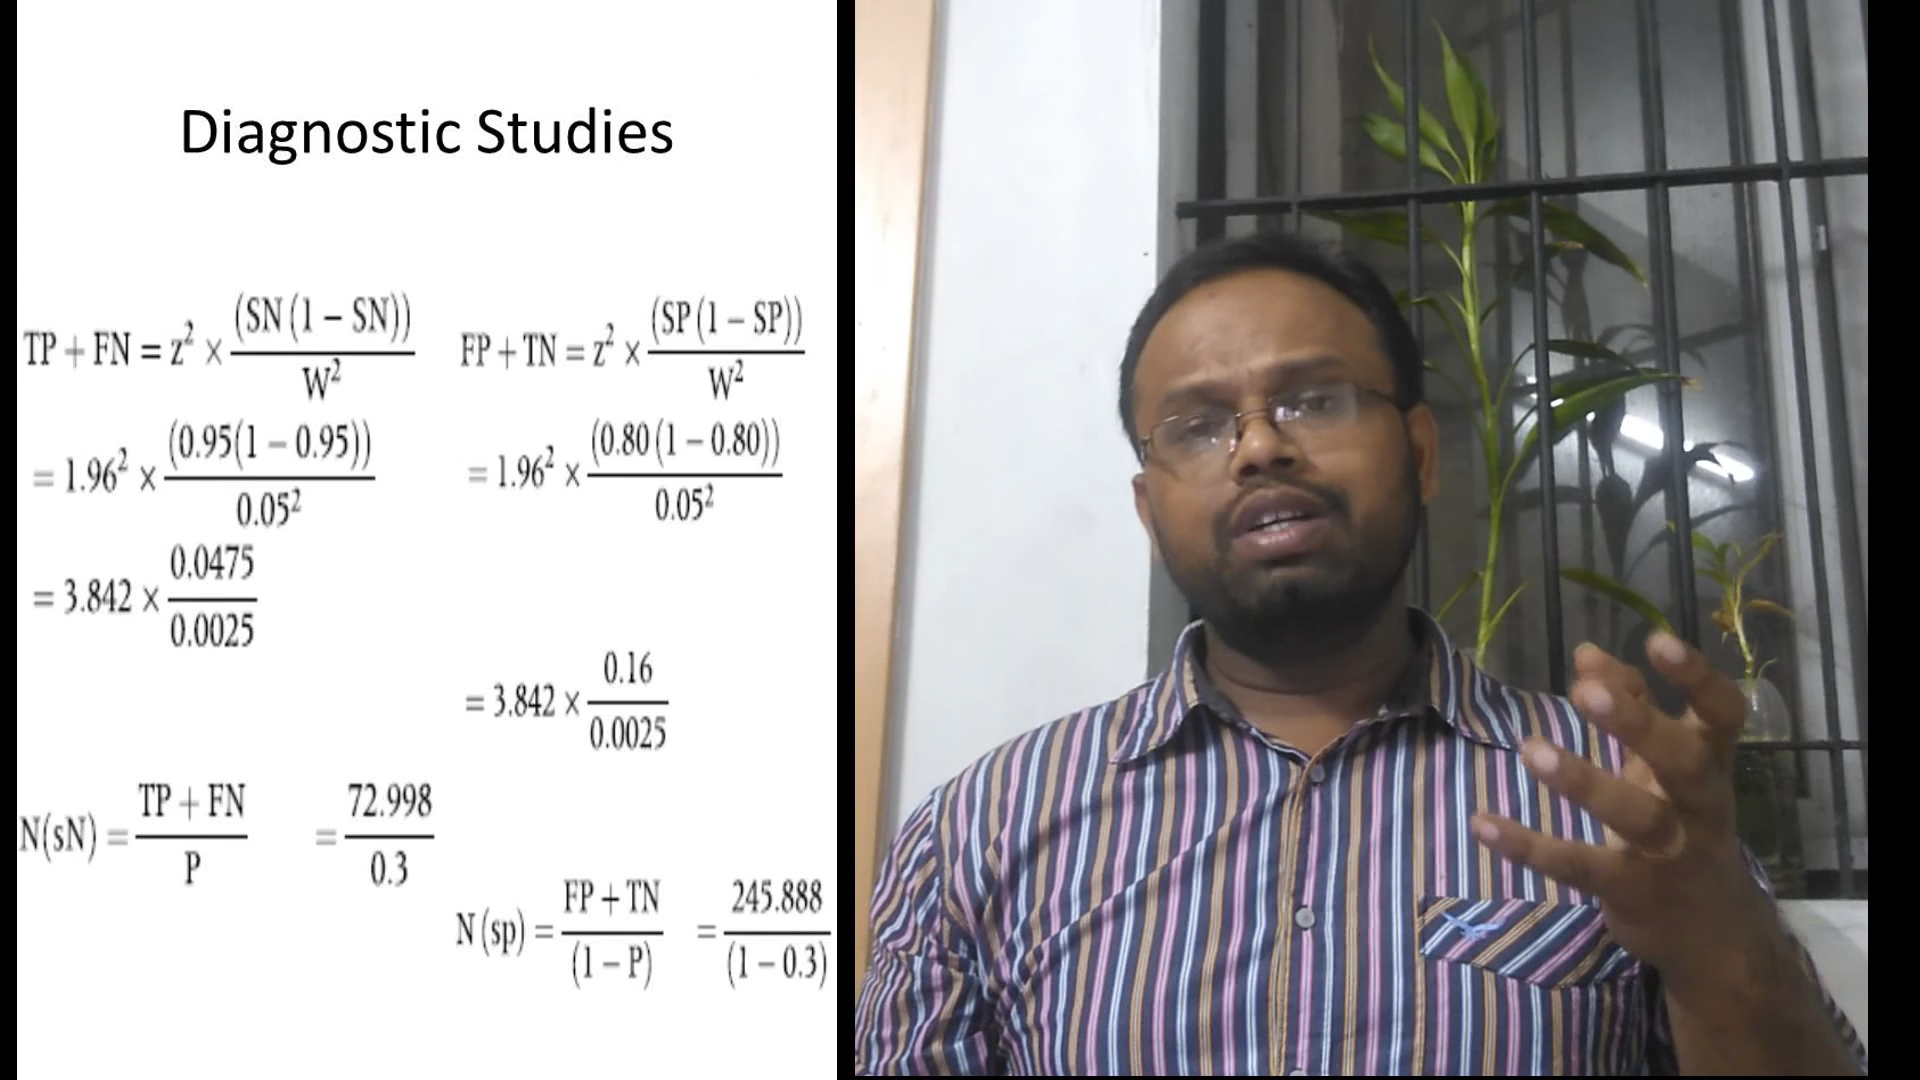 Diagnostic Studies
TP + FN = z² × (SN (1 − SN)) / W²
= 1.96² × (0.95(1 − 0.95)) / 0.05²
= 3.842 × 0.0475 / 0.0025
N(sN) = TP + FN / P = 72.998 / 0.3
FP + TN = z² × (SP (1 − SP)) / W²
= 1.96² × (0.80 (1 − 0.80)) / 0.05²
= 3.842 × 0.16 / 0.0025
N (sp) = FP + TN / (1 − P) = 245.888 / (1 − 0.3)